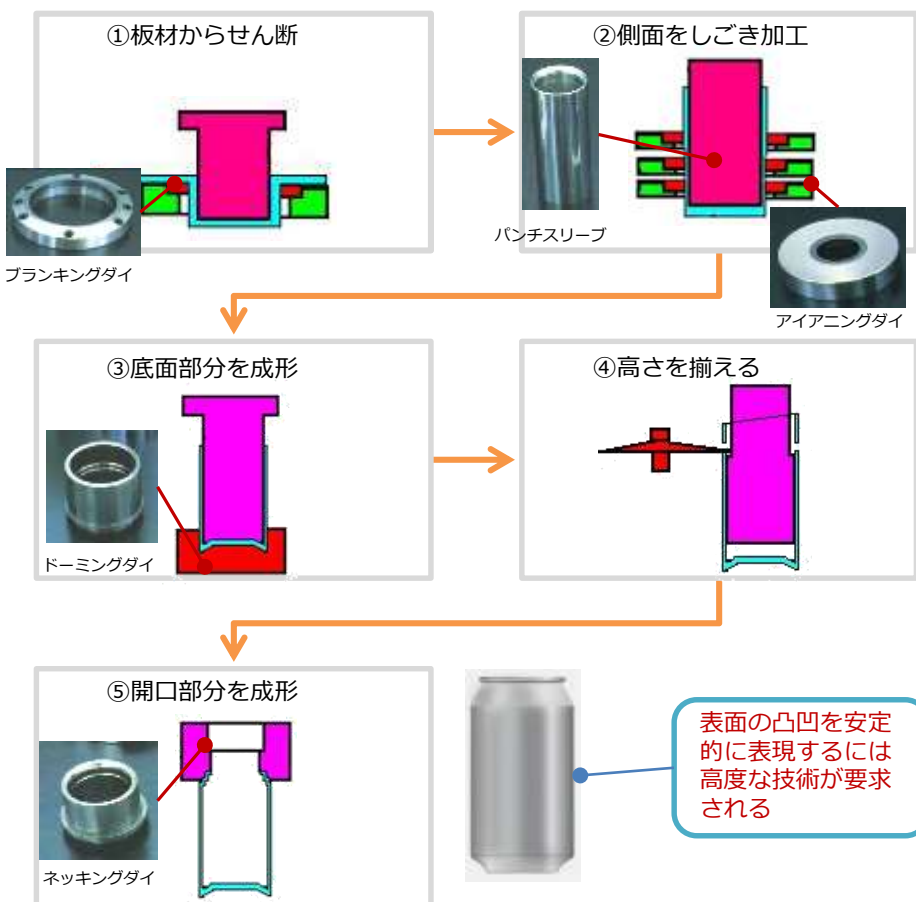 ①板材からせん断
ブランキングダイ
②側面をしごき加工
パンチスリーブ
アイアニングダイ
③底面部分を成形
ドーミングダイ
④高さを揃える
⑤開口部分を成形
ネッキングダイ
表面の凸凹を安定
的に表現するには
高度な技術が要求
される